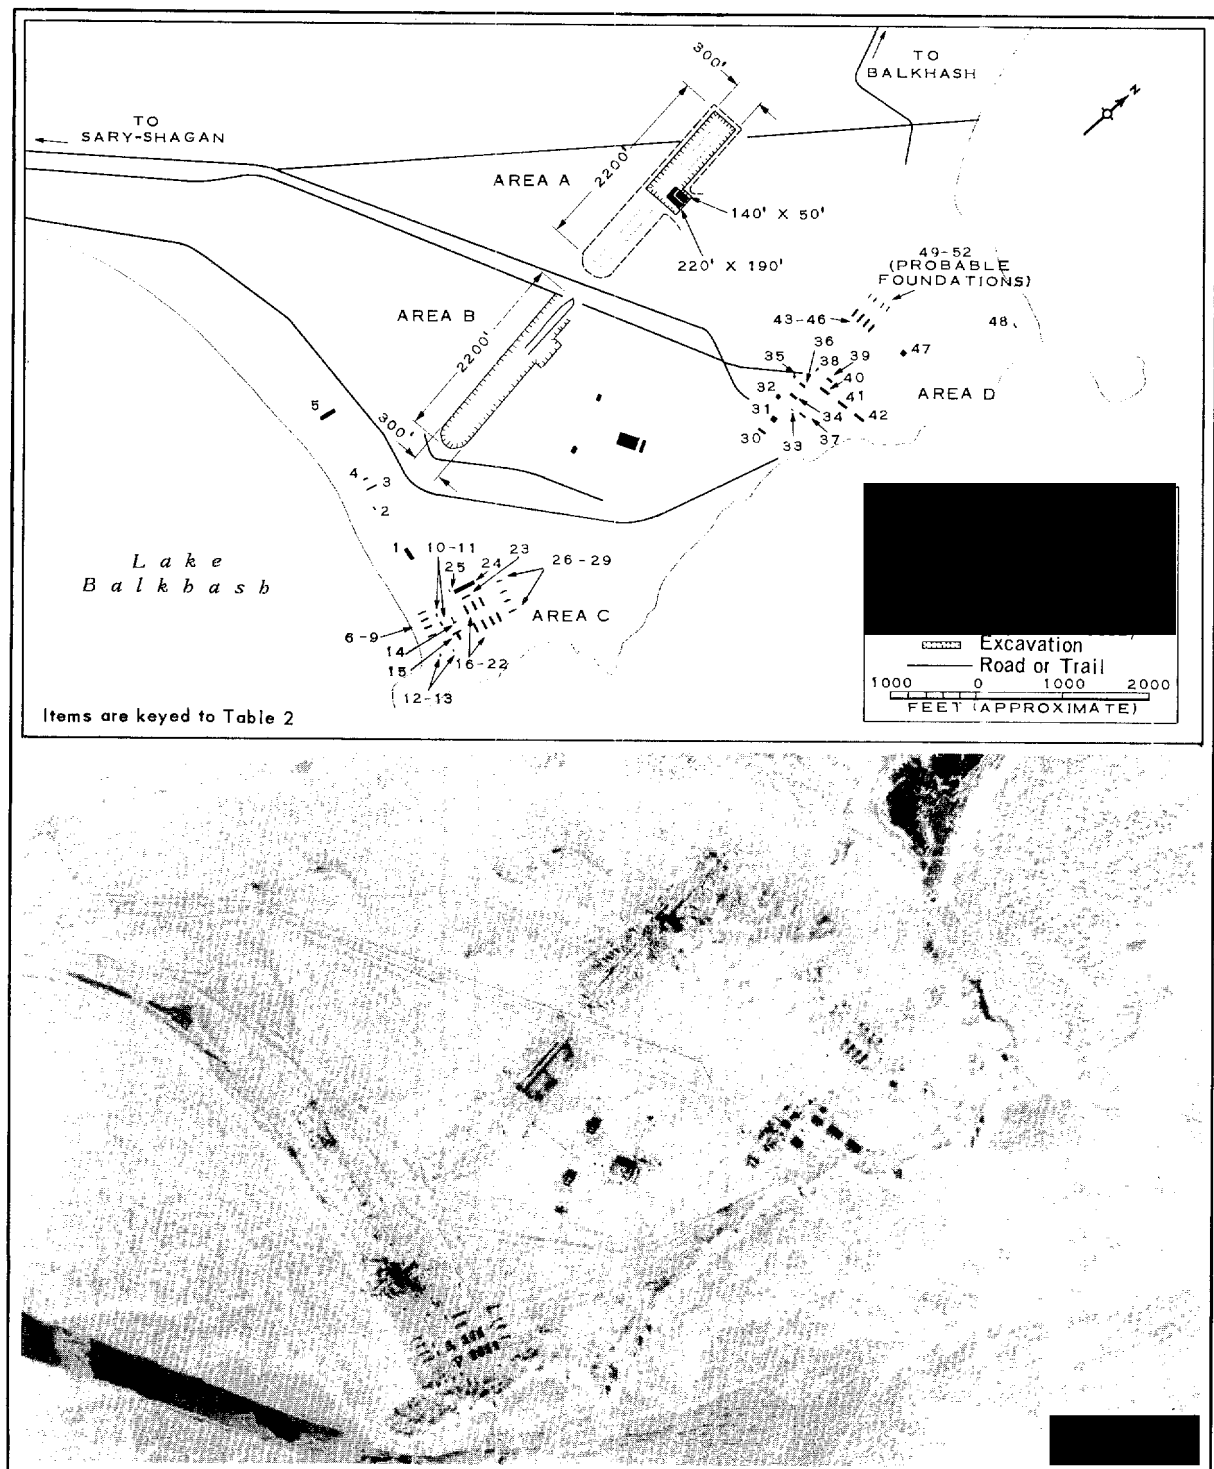 TO
BALKHASH
N
300'
TO
SARY-SHAGAN
2200'
AREA A
140' X 50'
220' X 190'
49-52
(PROBABLE
FOUNDATIONS)
AREA B
43-46
48
2200'
36
35
38
39
47
40
32
AREA D
5
41
31
34
42
300'
30
33
37
4
3
2
Lake
Balkhash
1
10-11
23
24
25
26-29
AREA C
6-9
14
15
16-22
12-13
Excavation
Road or Trail
1000 0 1000 2000
FEET (APPROXIMATE)
Items are keyed to Table 2